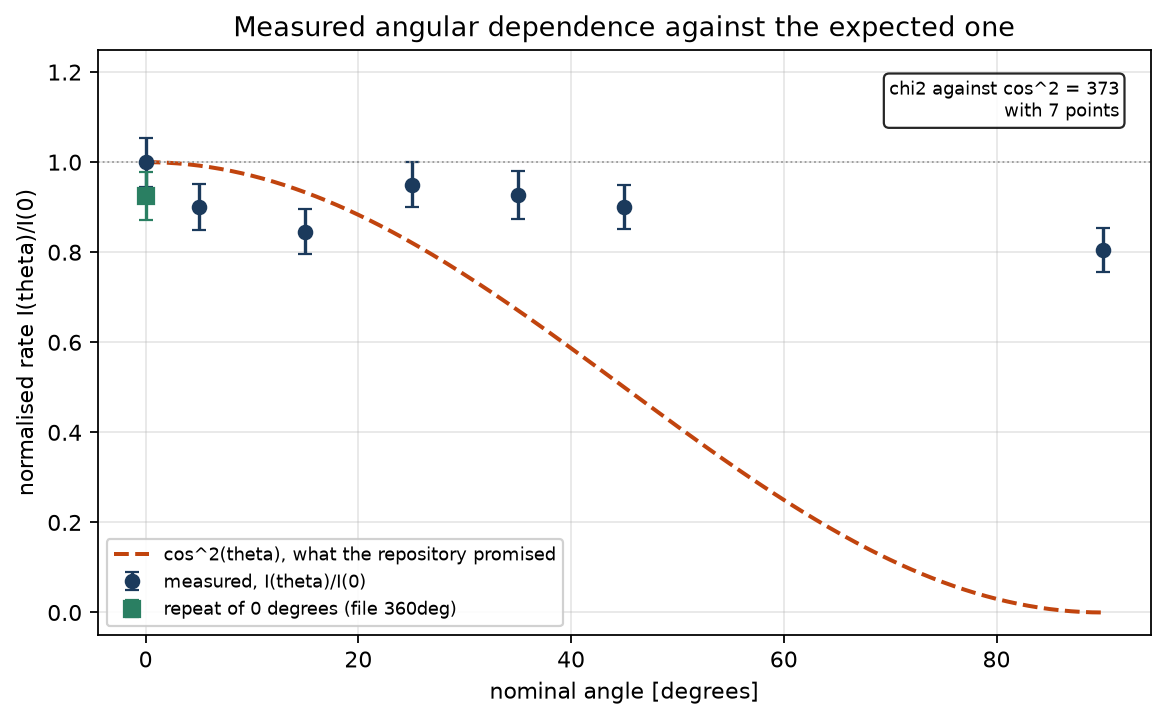 Measured angular dependence against the expected one
chi2 against cos^2 = 373
with 7 points
normalised rate I(theta)/I(0)
1.2
1.0
0.8
0.6
0.4
0.2
0.0
cos^2(theta), what the repository promised
measured, I(theta)/I(0)
repeat of 0 degrees (file 360deg)
0 20 40 60 80
nominal angle [degrees]